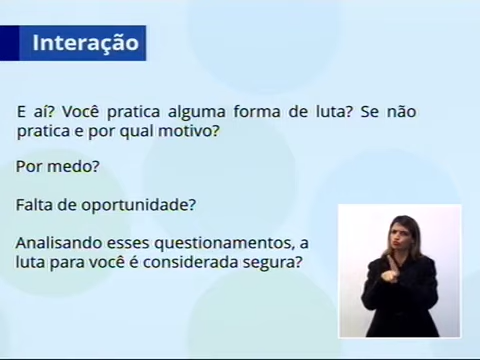 Interação
E aí? Você pratica alguma forma de luta? Se não
pratica e por qual motivo?
Por medo?
Falta de oportunidade?
Analisando esses questionamentos, a
luta para você é considerada segura?